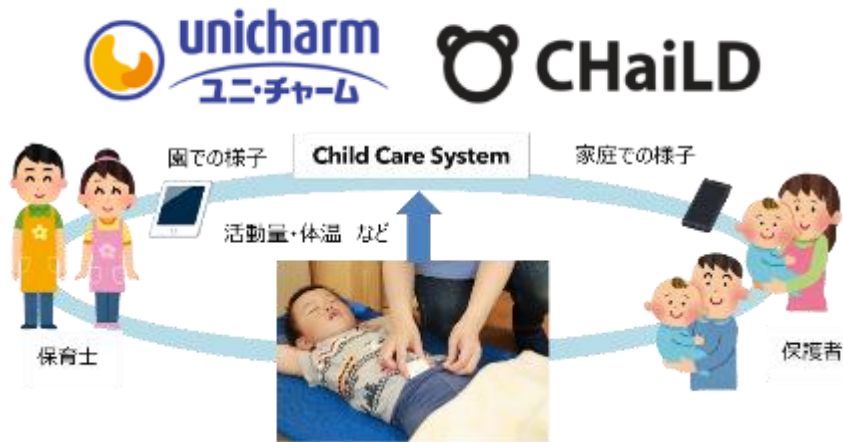 unicharm
ユニ・チャーム
CHaiLD
園での様子
Child Care System
家庭での様子
活動量・体温 など
保育士
保護者